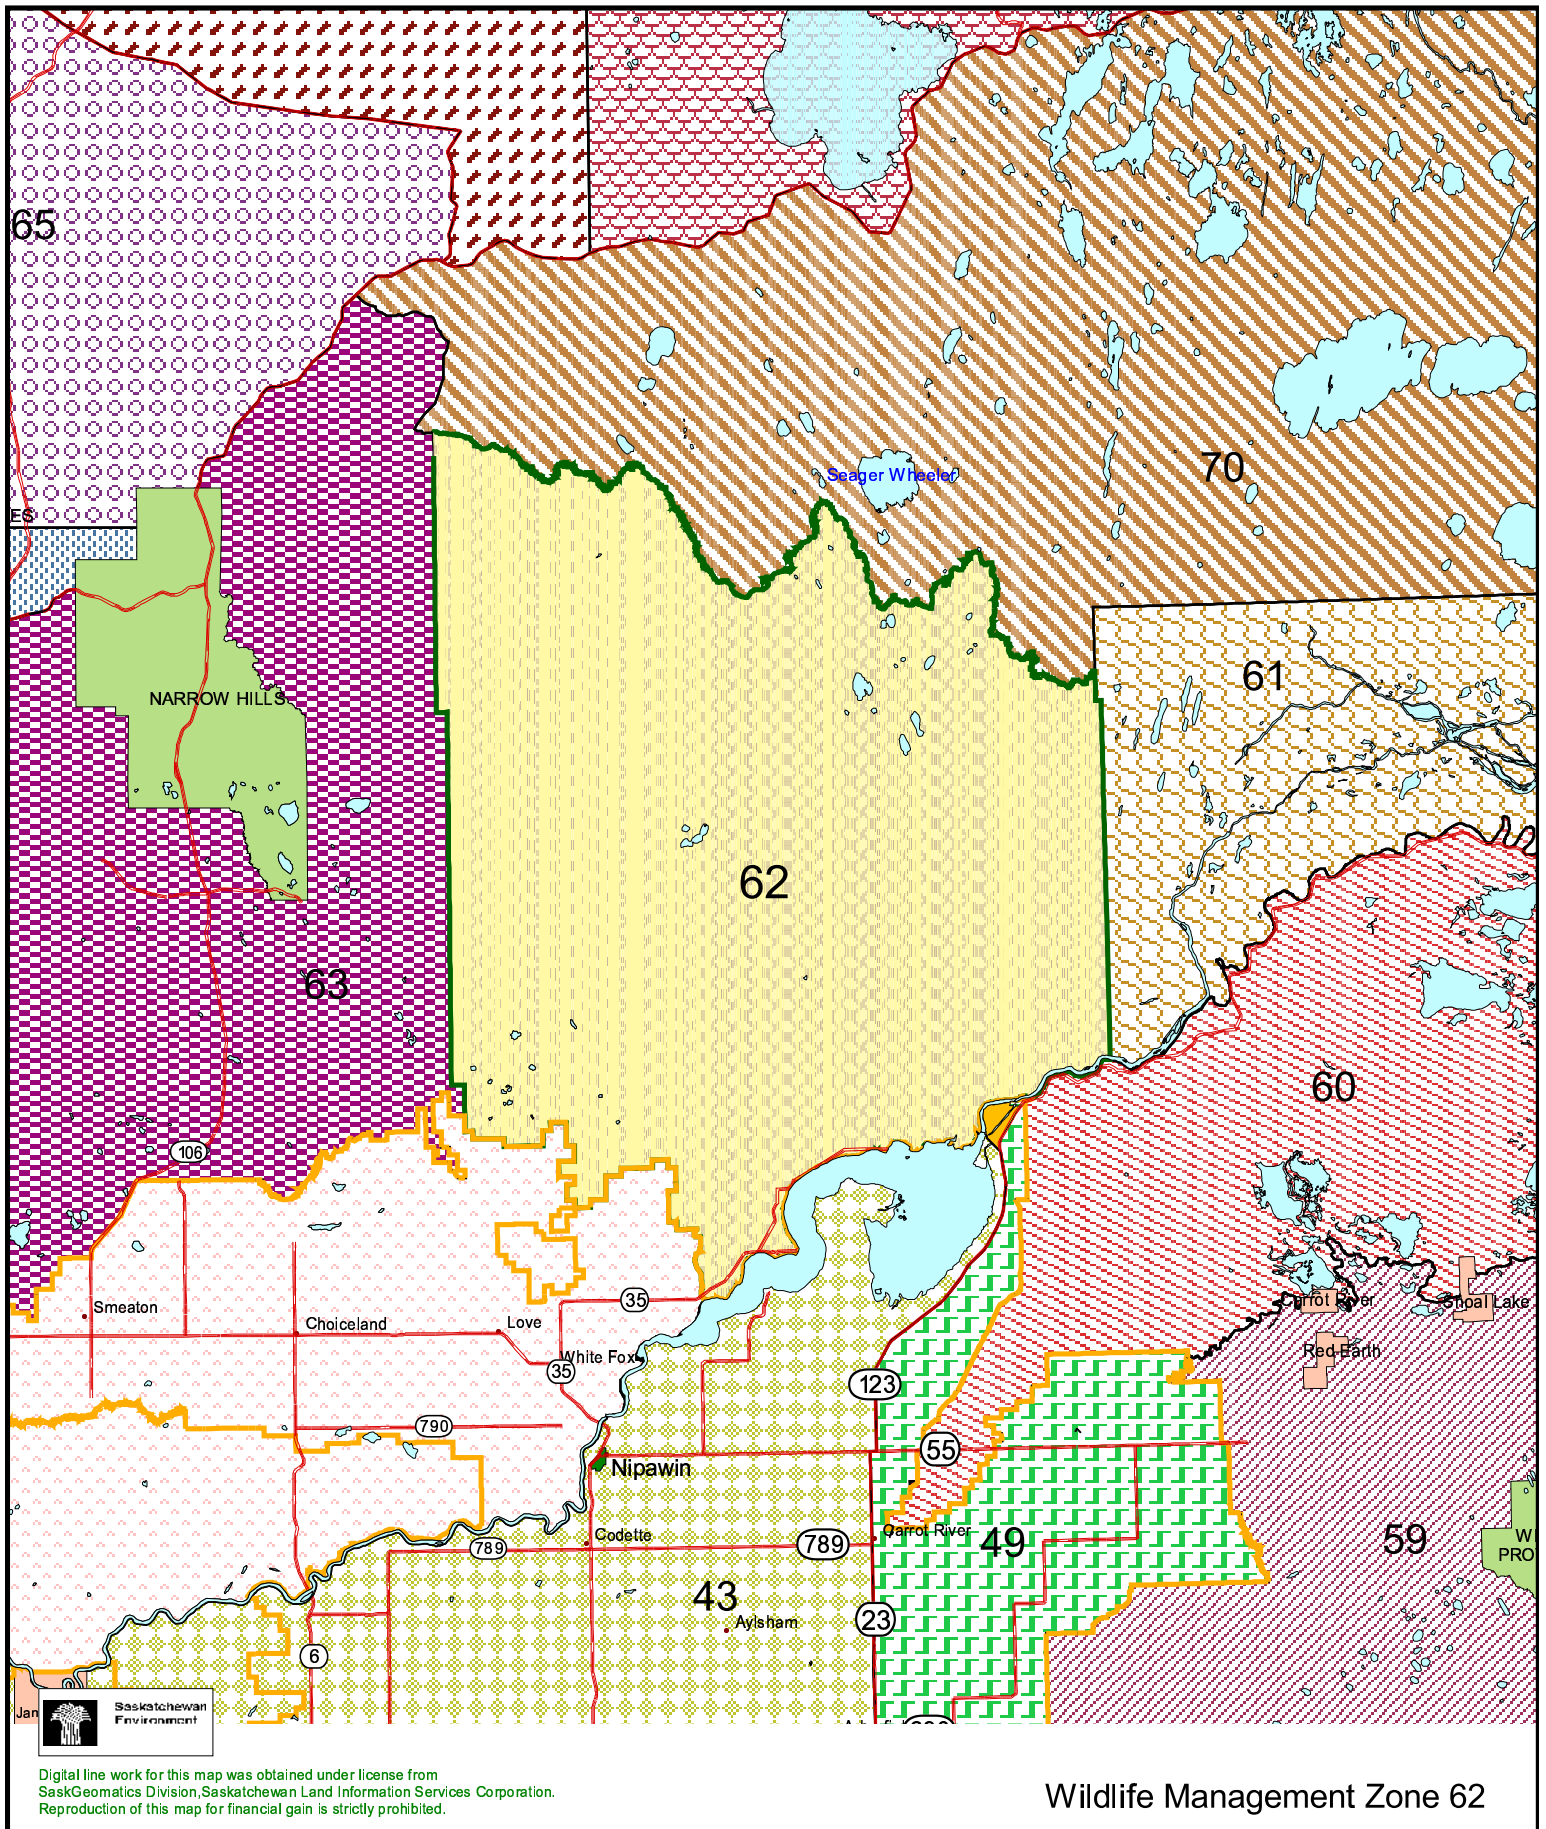 65
Seager Wheeler
70
ES
61
NARROW HILLS
62
63
60
106
Smeaton
Choiceland
Love
35
White Fox
35
Carrot River
Shoal Lake
Red Earth
123
790
55
Nipawin
Codette
789
789
Carrot River
49
59
WI
PRO
43
Aylsham
23
6
Jan
Saskatchewan
Environment
Digital line work for this map was obtained under license from
SaskGeomatics Division,Saskatchewan Land Information Services Corporation.
Reproduction of this map for financial gain is strictly prohibited.
Wildlife Management Zone 62